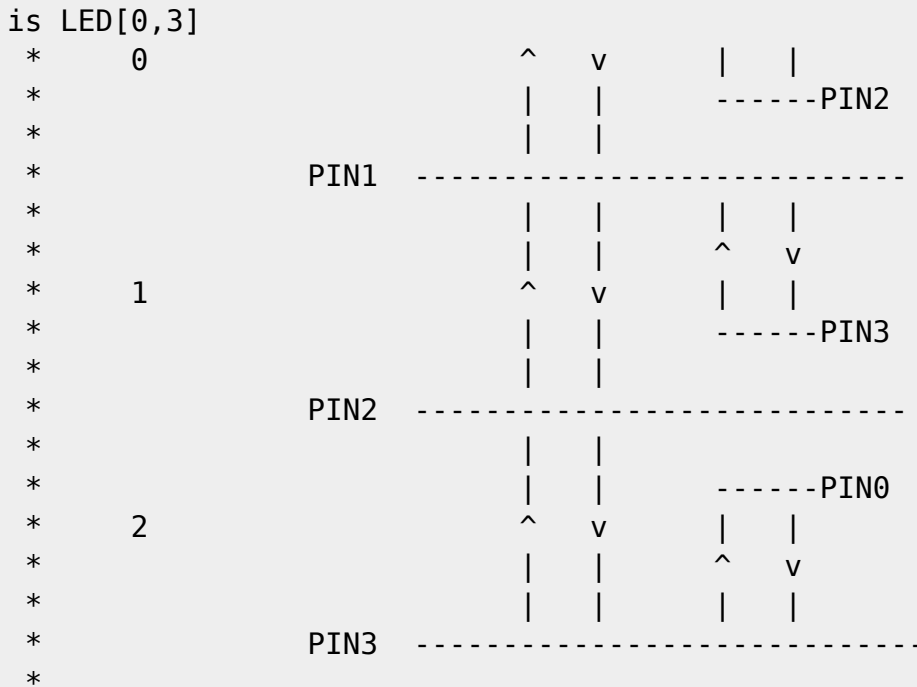 is LED[0,3]
 *     0                     ^   v      |   |
 *                           |   |      ------PIN2
 *                           |   |
 *              PIN1  ----------------------------
 *                           |   |      |   |
 *                           |   |      ^   v
 *     1                     ^   v      |   |
 *                           |   |      ------PIN3
 *                           |   |
 *              PIN2  ----------------------------
 *                           |   |
 *                           |   |      ------PIN0
 *     2                     ^   v      |   |
 *                           |   |      ^   v
 *                           |   |      |   |
 *              PIN3  -----------------------------
 *